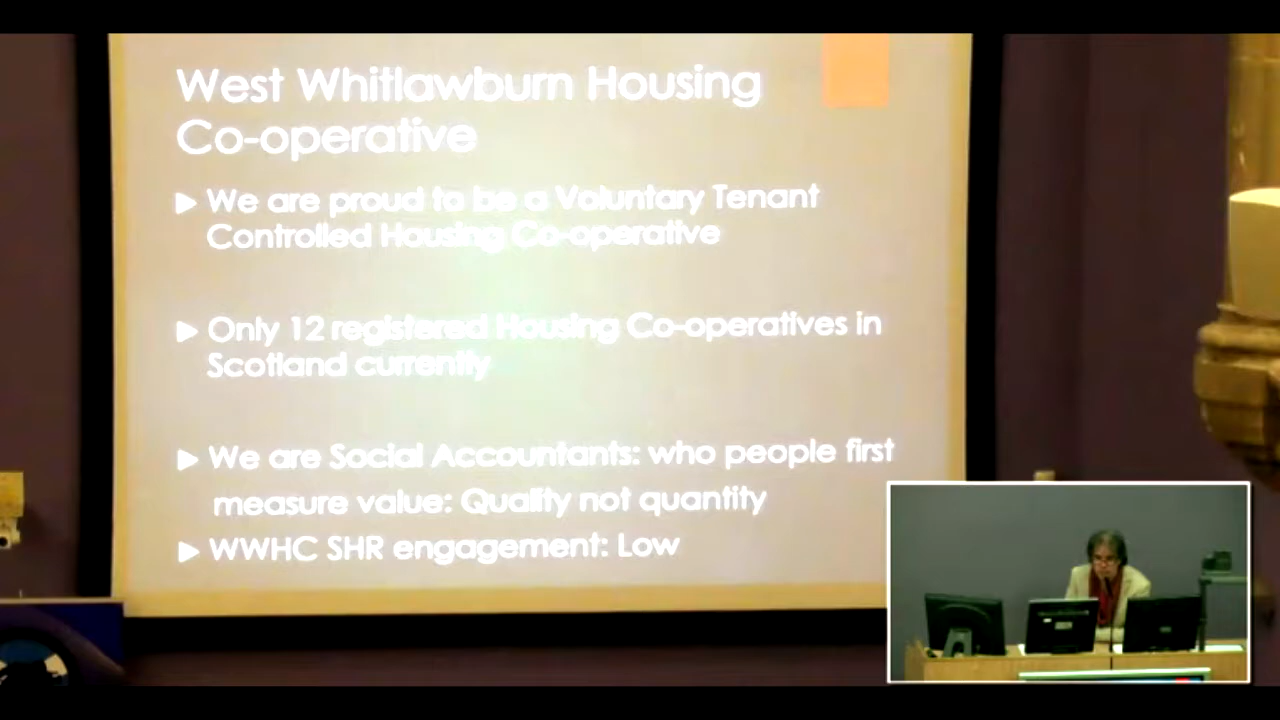 West Whitlawburn Housing
Co-operative
We are proud to be a Voluntary Tenant
Controlled Housing Co-operative
Only 12 registered Housing Co-operatives in
Scotland currently
We are Social Accountants: who people first
measure value: Quality not quantity
WWHC SHR engagement: Low